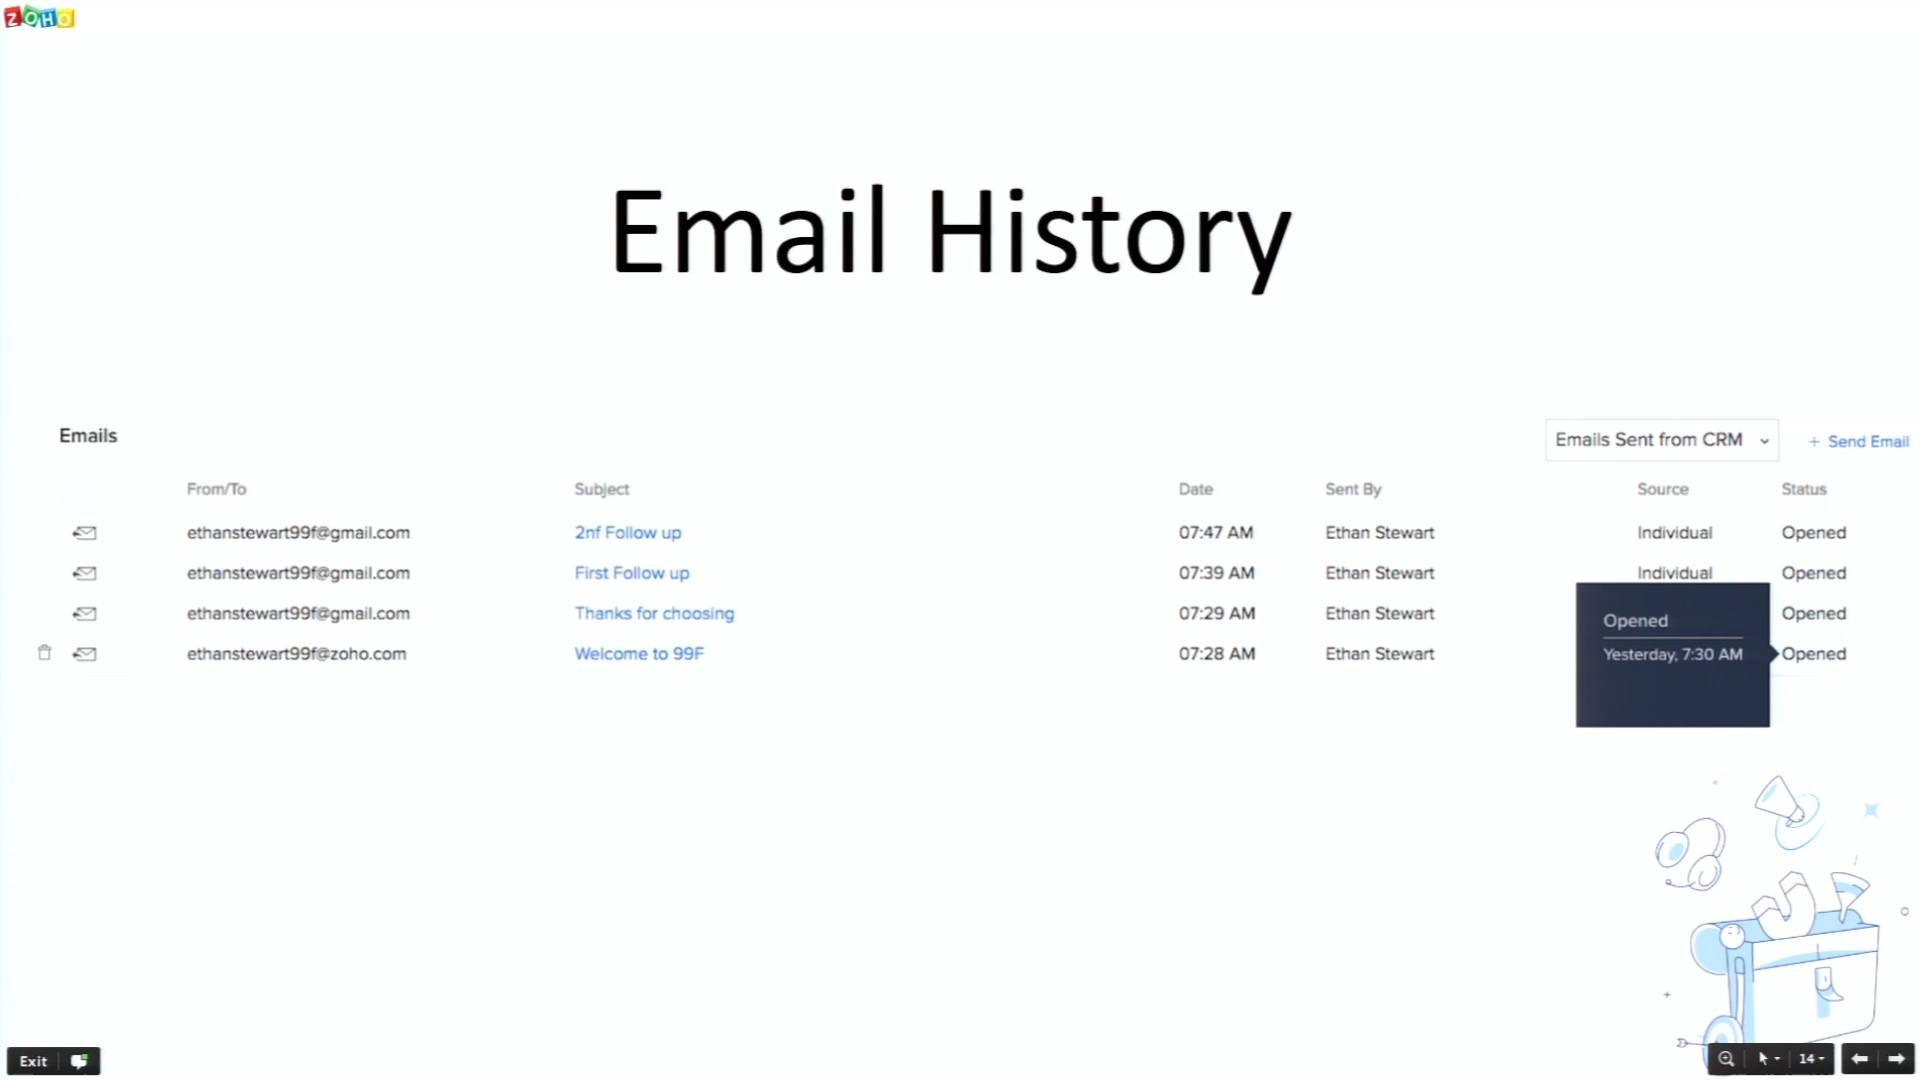 ZOHO
Email History
Emails
Emails Sent from CRM
+ Send Email
From/To Subject Date Sent By Source Status
ethanstewart99f@gmail.com 2nf Follow up 07:47 AM Ethan Stewart Individual Opened
ethanstewart99f@gmail.com First Follow up 07:39 AM Ethan Stewart Individual Opened
ethanstewart99f@gmail.com Thanks for choosing 07:29 AM Ethan Stewart Opened
ethanstewart99f@zoho.com Welcome to 99F 07:28 AM Ethan Stewart Opened
Opened
Yesterday, 7:30 AM
Exit
14